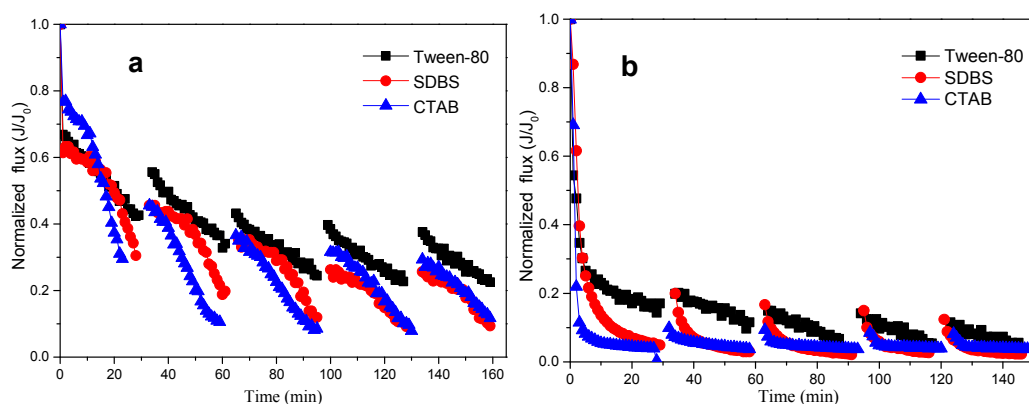 a
Tween-80
SDBS
CTAB
Normalized flux (J/J0)
1.0
0.8
0.6
0.4
0.2
0.0
0 20 40 60 80 100 120 140 160
Time (min)
b
Tween-80
SDBS
CTAB
Normalized flux (J/J0)
1.0
0.8
0.6
0.4
0.2
0.0
0 20 40 60 80 100 120 140
Time (min)